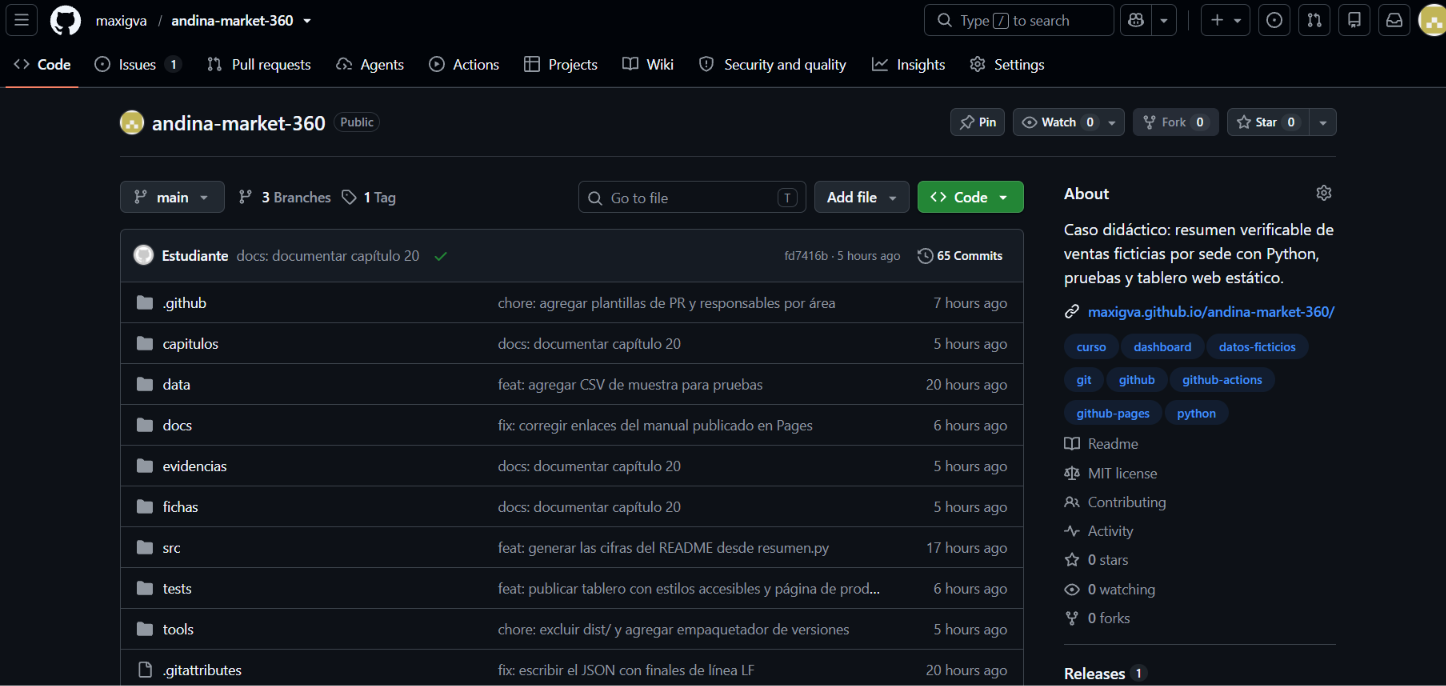 maxigva / andina-market-360
Type / to search
Code
Issues 1
Pull requests
Agents
Actions
Projects
Wiki
Security and quality
Insights
Settings
andina-market-360 Public
Pin
Watch 0
Fork 0
Star 0
main
3 Branches
1 Tag
Go to file T
Add file
Code
Estudiante docs: documentar capítulo 20 fd7416b · 5 hours ago 65 Commits
.github chore: agregar plantillas de PR y responsables por área 7 hours ago
capitulos docs: documentar capítulo 20 5 hours ago
data feat: agregar CSV de muestra para pruebas 20 hours ago
docs fix: corregir enlaces del manual publicado en Pages 6 hours ago
evidencias docs: documentar capítulo 20 5 hours ago
fichas docs: documentar capítulo 20 5 hours ago
src feat: generar las cifras del README desde resumen.py 17 hours ago
tests feat: publicar tablero con estilos accesibles y página de prod... 6 hours ago
tools chore: excluir dist/ y agregar empaquetador de versiones 5 hours ago
.gitattributes fix: escribir el JSON con finales de línea LF 20 hours ago
About
Caso didáctico: resumen verificable de
ventas ficticias por sede con Python,
pruebas y tablero web estático.
maxigva.github.io/andina-market-360/
curso dashboard datos-ficticios
git github github-actions
github-pages python
Readme
MIT license
Contributing
Activity
0 stars
0 watching
0 forks
Releases 1